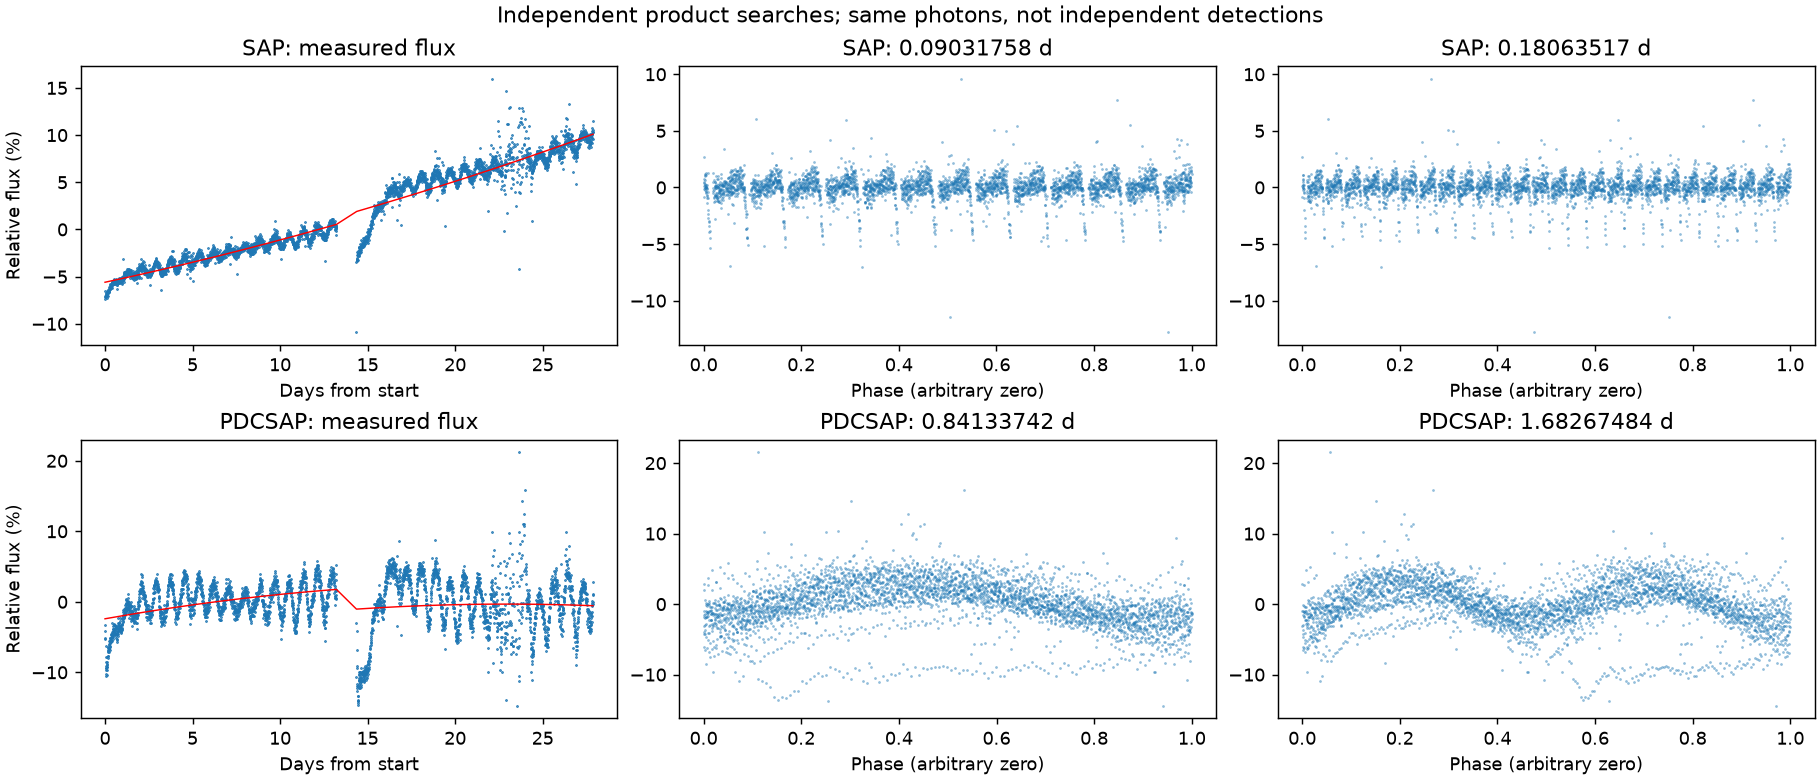 Independent product searches; same photons, not independent detections
SAP: measured flux
SAP: 0.09031758 d
SAP: 0.18063517 d
Relative flux (%)
15
10
5
0
−5
−10
0 5 10 15 20 25
Days from start
10
5
0
−5
−10
0.0 0.2 0.4 0.6 0.8 1.0
Phase (arbitrary zero)
10
5
0
−5
−10
0.0 0.2 0.4 0.6 0.8 1.0
Phase (arbitrary zero)
PDCSAP: measured flux
PDCSAP: 0.84133742 d
PDCSAP: 1.68267484 d
Relative flux (%)
20
10
0
−10
0 5 10 15 20 25
Days from start
20
10
0
−10
0.0 0.2 0.4 0.6 0.8 1.0
Phase (arbitrary zero)
20
10
0
−10
0.0 0.2 0.4 0.6 0.8 1.0
Phase (arbitrary zero)